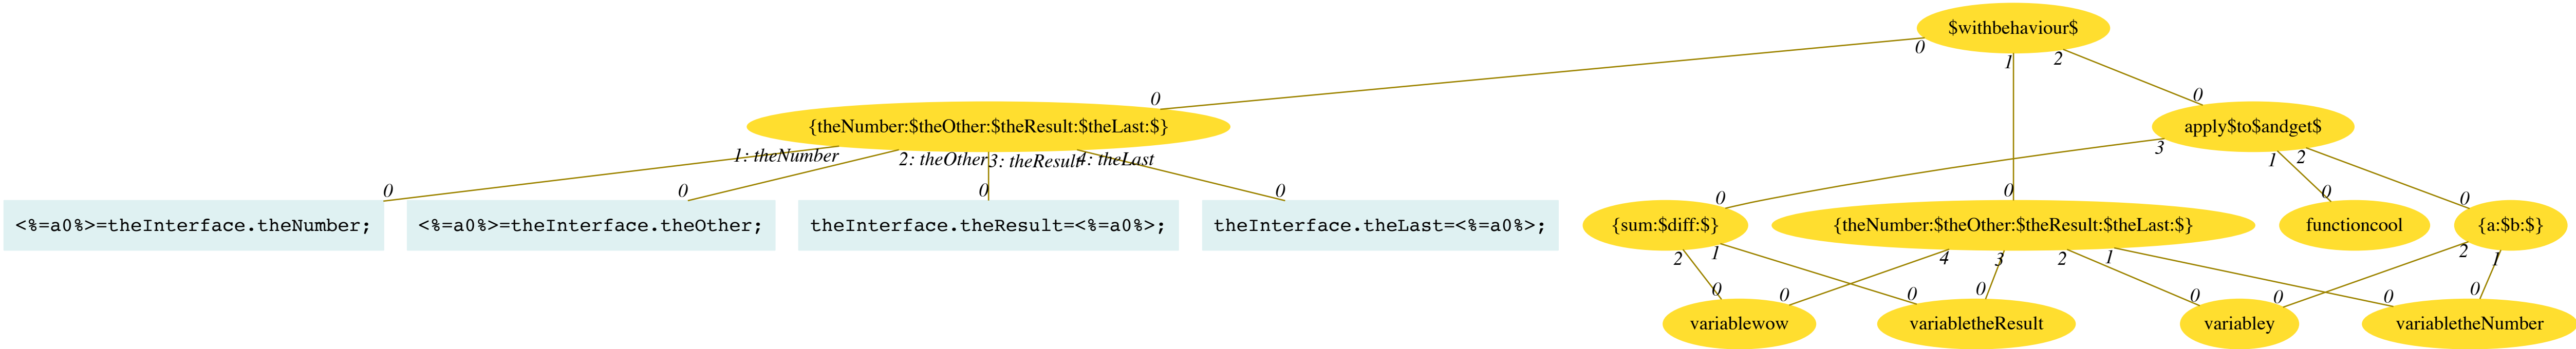 $withbehaviour$
0 1 2
0 0
{theNumber:$theOther:$theResult:$theLast:$} apply$to$andget$
1: theNumber 2: theOther 3: theResult 4: theLast 3 1 2
0 0 0 0 0 0 0 0
<%=a0%>=theInterface.theNumber; <%=a0%>=theInterface.theOther; theInterface.theResult=<%=a0%>; theInterface.theLast=<%=a0%>; {sum:$diff:$} {theNumber:$theOther:$theResult:$theLast:$} functioncool {a:$b:$}
2 1 4 3 2 1 2 1
0 0 0 0 0 0 0 0
variablewow variabletheResult variabley variabletheNumber